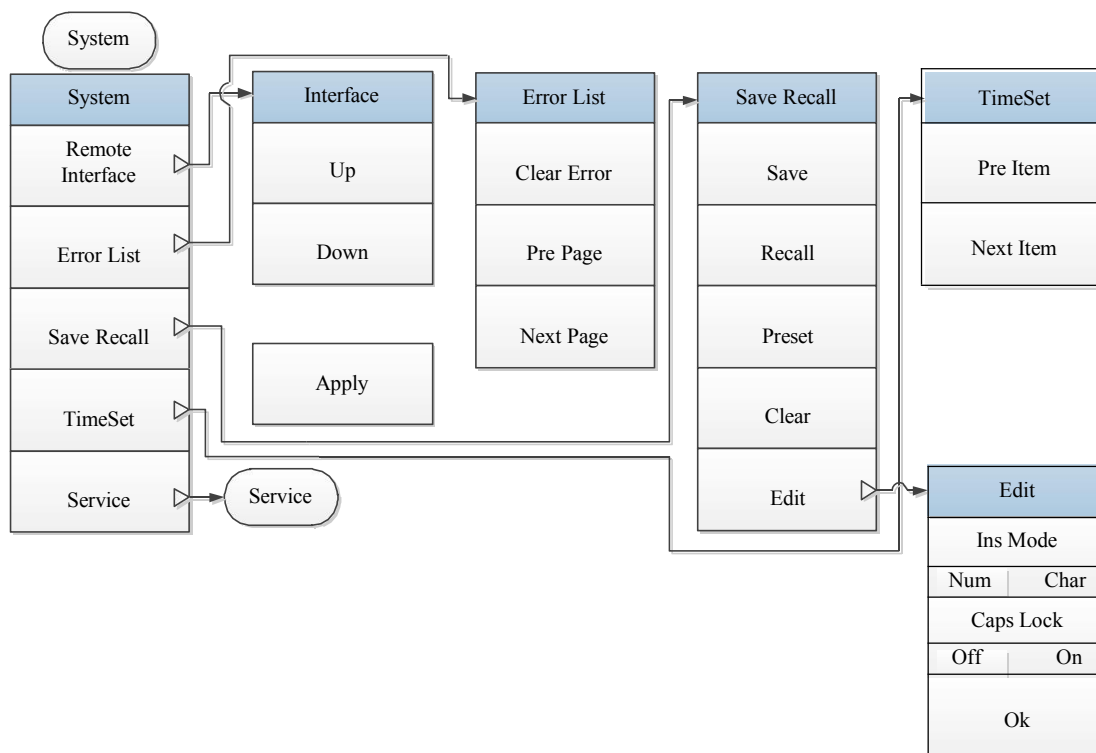 System
System
Remote
Interface
Error List
Save Recall
TimeSet
Service
Service
Interface
Up
Down
Apply
Error List
Clear Error
Pre Page
Next Page
Save Recall
Save
Recall
Preset
Clear
Edit
TimeSet
Pre Item
Next Item
Edit
Ins Mode
Num Char
Caps Lock
Off On
Ok